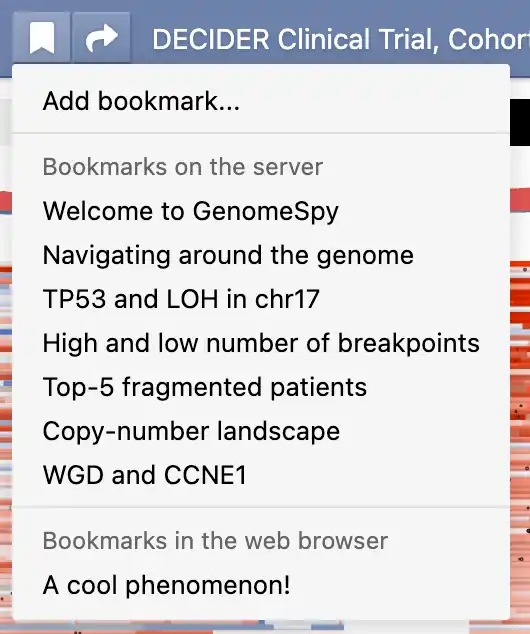 DECIDER Clinical Trial, Cohort
Add bookmark...
Bookmarks on the server
Welcome to GenomeSpy
Navigating around the genome
TP53 and LOH in chr17
High and low number of breakpoints
Top-5 fragmented patients
Copy-number landscape
WGD and CCNE1
Bookmarks in the web browser
A cool phenomenon!